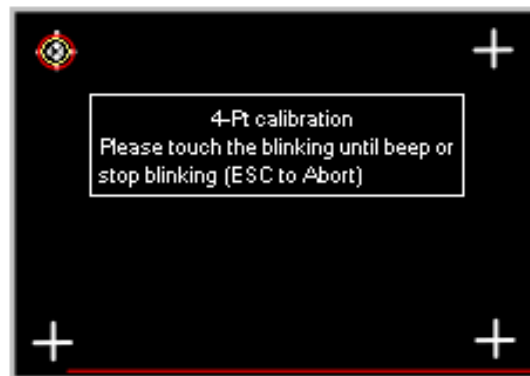 4-Pt calibration
Please touch the blinking until beep or
stop blinking (ESC to Abort)